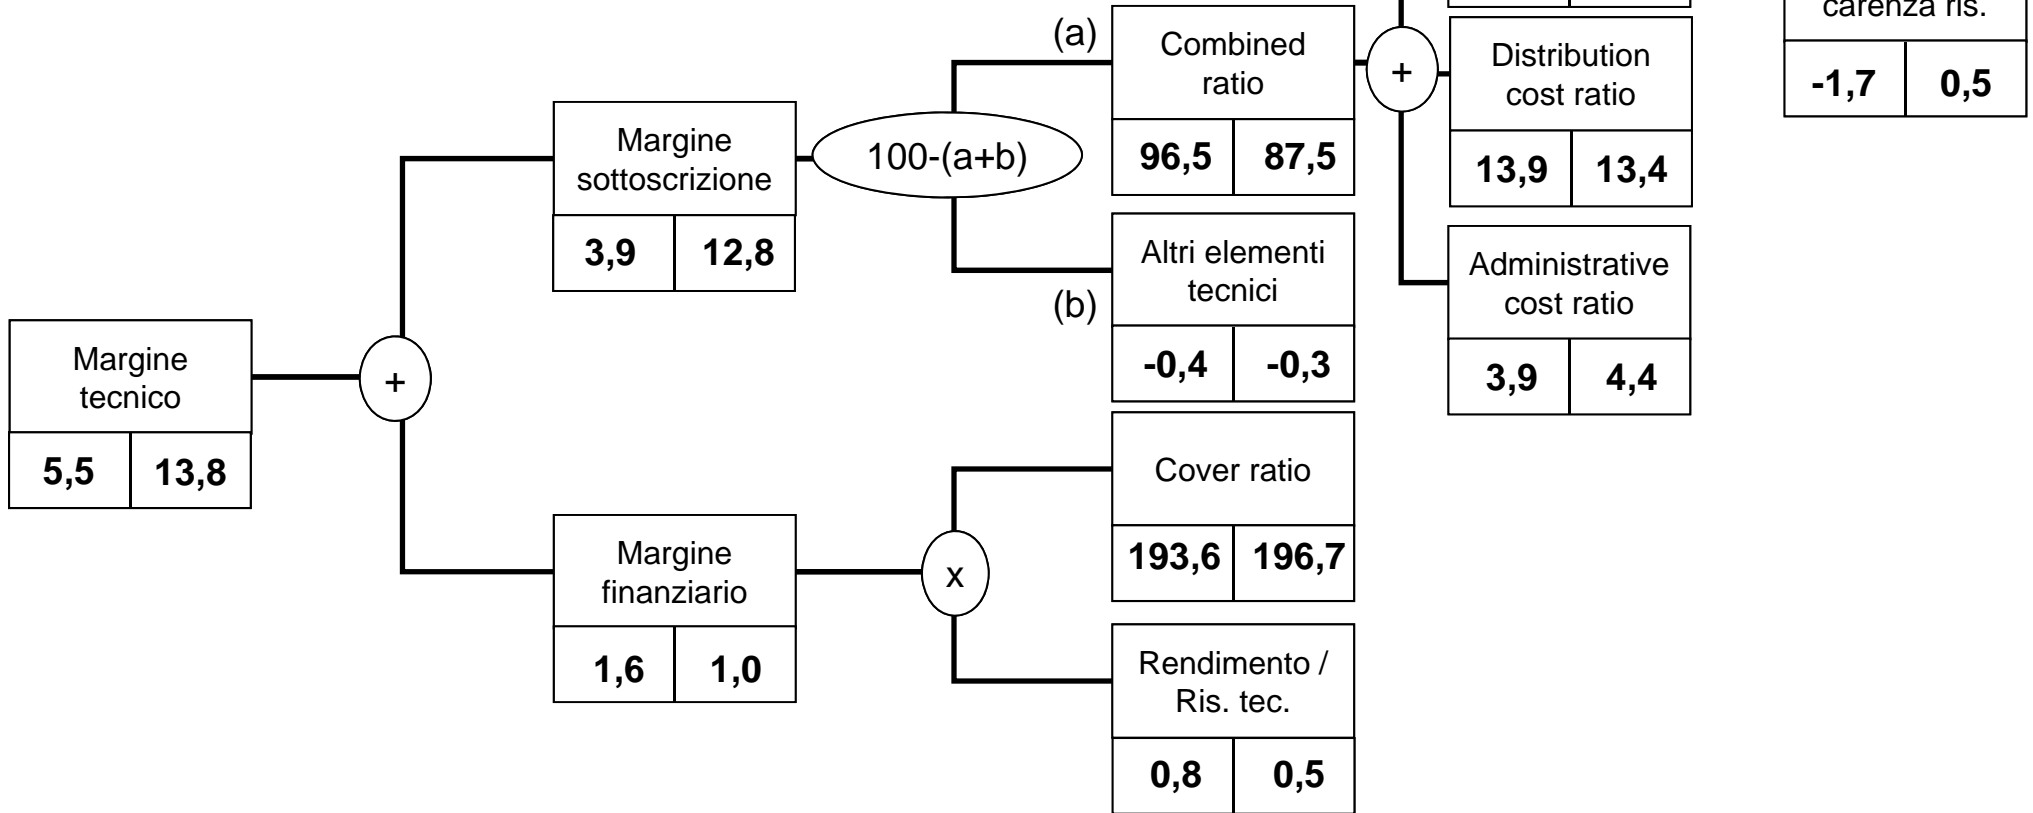 carenza ris.
-1,7 0,5
(a)
Combined
ratio
96,5 87,5
+
Distribution
cost ratio
13,9 13,4
Margine
sottoscrizione
3,9 12,8
100-(a+b)
Altri elementi
tecnici
(b)
-0,4 -0,3
Administrative
cost ratio
3,9 4,4
Margine
tecnico
5,5 13,8
+
Cover ratio
193,6 196,7
Margine
finanziario
1,6 1,0
x
Rendimento /
Ris. tec.
0,8 0,5